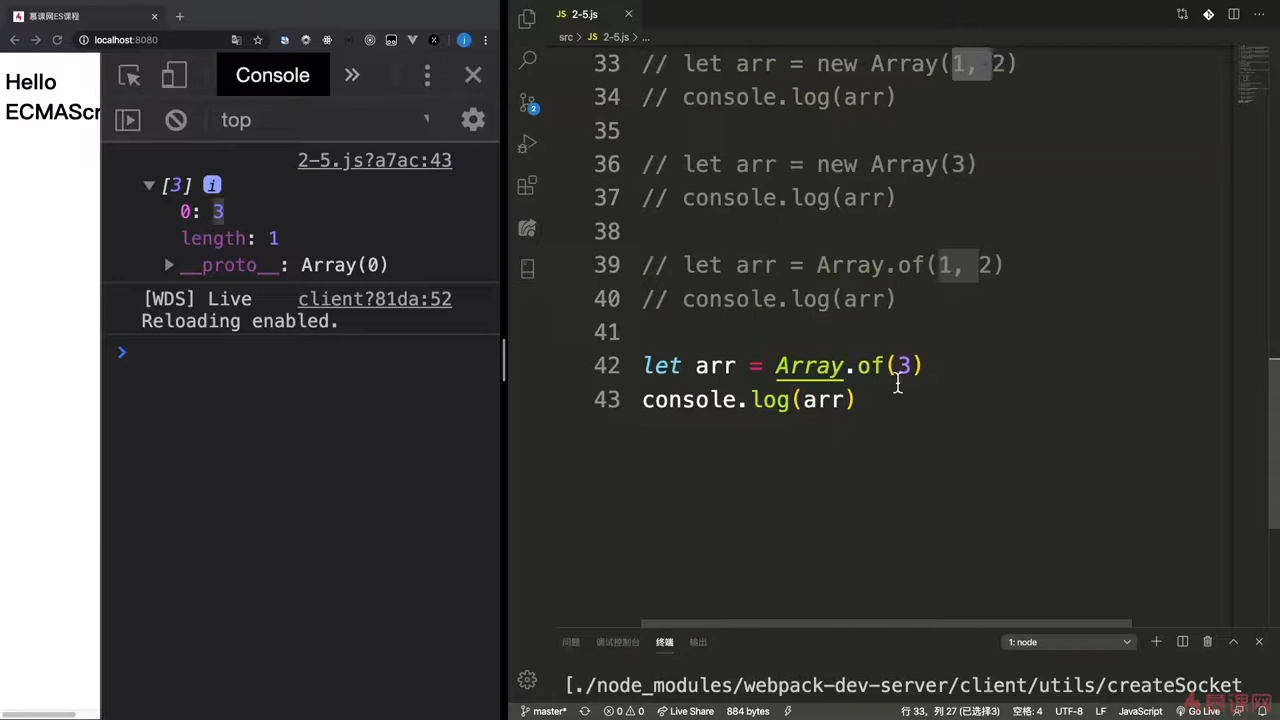 慕课网ES课程
localhost:8080
Hello
ECMAScr
Console
top
2-5.js?a7ac:43
[3]
0: 3
length: 1
__proto__: Array(0)
[WDS] Live
client?81da:52
Reloading enabled.
2-5.js
src > 2-5.js > ...
33 // let arr = new Array(1, 2)
34 // console.log(arr)
35
36 // let arr = new Array(3)
37 // console.log(arr)
38
39 // let arr = Array.of(1, 2)
40 // console.log(arr)
41
42 let arr = Array.of(3)
43 console.log(arr)
问题 调试控制台 终端 输出
1: node
[./node_modules/webpack-dev-server/client/utils/createSocket
master* 0 0 Live Share 884 bytes 行 33, 列 27 (已选择3) 空格: 4 UTF-8 LF JavaScript Go Live
慕课网